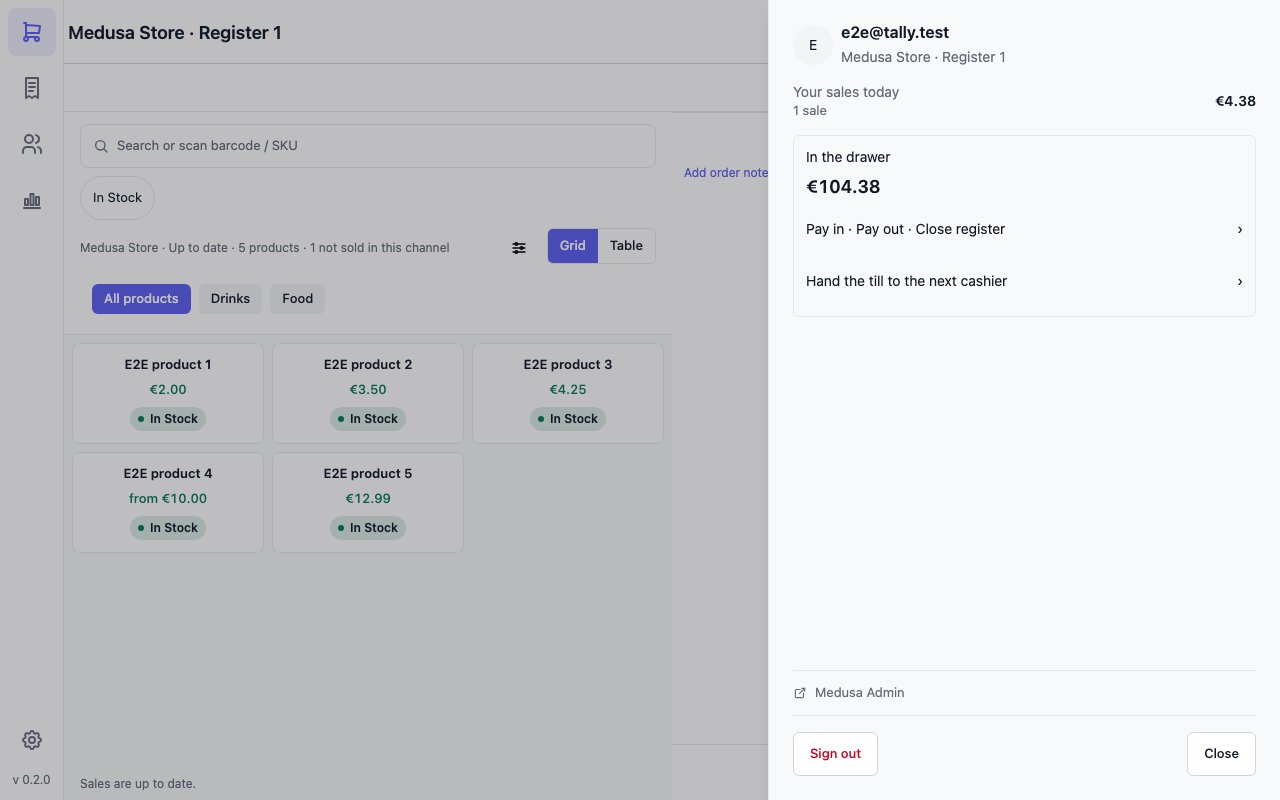 Medusa Store · Register 1
Search or scan barcode / SKU
In Stock
Medusa Store · Up to date · 5 products · 1 not sold in this channel
Grid
Table
All products
Drinks
Food
E2E product 1
€2.00
In Stock
E2E product 2
€3.50
In Stock
E2E product 3
€4.25
In Stock
E2E product 4
from €10.00
In Stock
E2E product 5
€12.99
In Stock
Add order note
v 0.2.0
Sales are up to date.
E
e2e@tally.test
Medusa Store · Register 1
Your sales today
1 sale
€4.38
In the drawer
€104.38
Pay in · Pay out · Close register
Hand the till to the next cashier
Medusa Admin
Sign out
Close